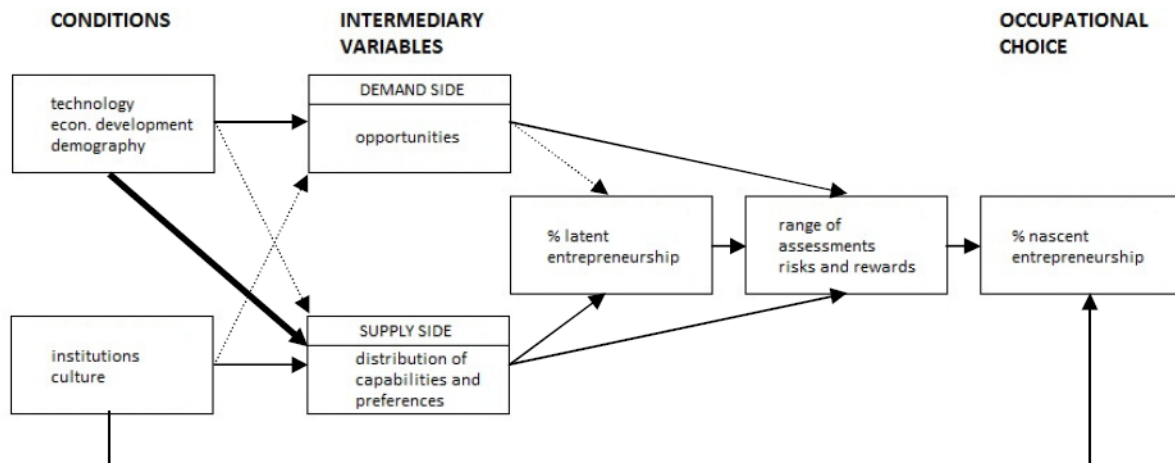 CONDITIONS
INTERMEDIARY
VARIABLES
OCCUPATIONAL
CHOICE
technology
econ. development
demography
DEMAND SIDE
opportunities
% latent
entrepreneurship
range of
assessments
risks and rewards
% nascent
entrepreneurship
institutions
culture
SUPPLY SIDE
distribution of
capabilities and
preferences